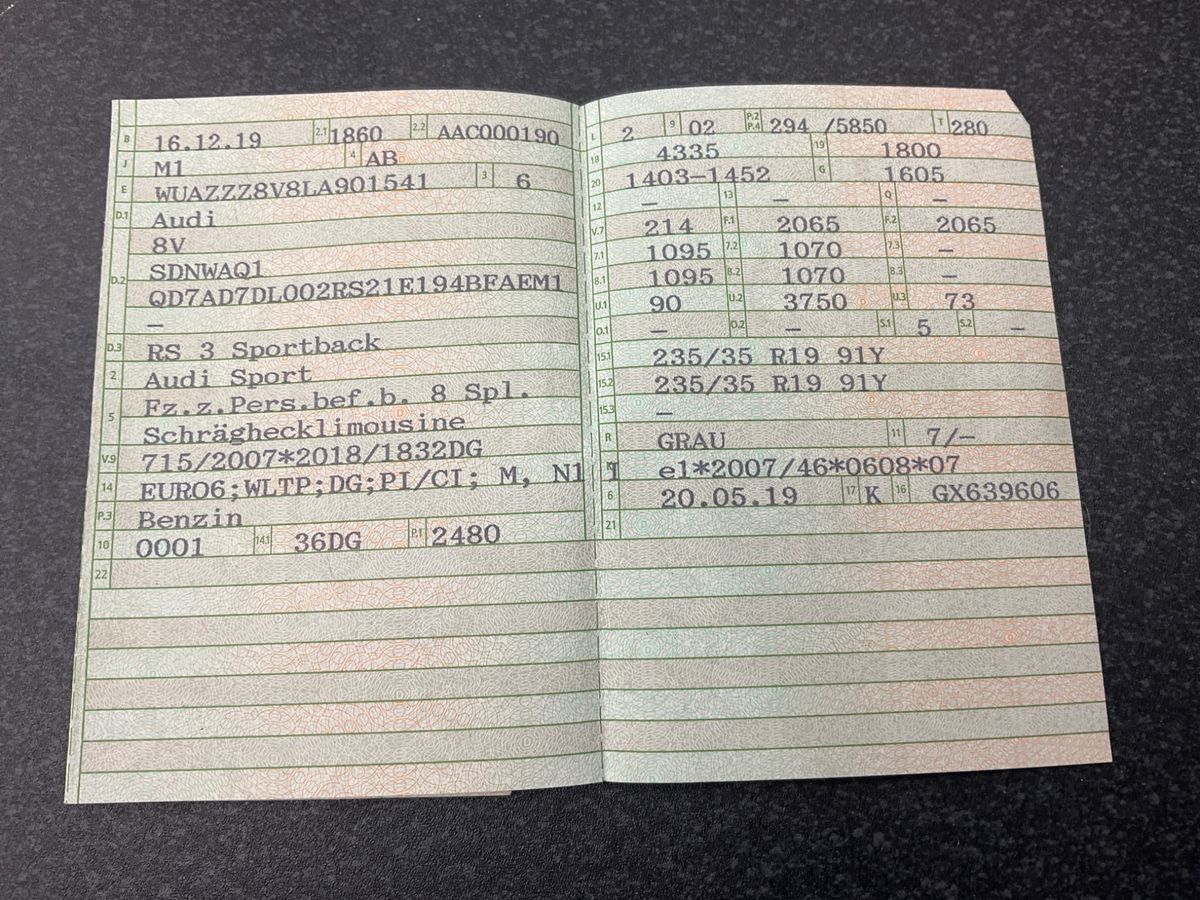 B 16.12.19 2.1 1860 2.2 AAC000190
J M1 4 AB
E WUAZZZ8V8LA901541 3 6
D.1 Audi
8V
D.2 SDNWAQ1
QD7AD7DL002RS21E194BFAEM1
–
D.3 RS 3 Sportback
2 Audi Sport
5 Fz.z.Pers.bef.b. 8 Spl.
Schräghecklimousine
V.9 715/2007*2018/1832DG
14 EURO6;WLTP;DG;PI/CI; M, N1 I
P.3 Benzin
10 0001 14.1 36DG P.1 2480
22
L 2 9 02 P.2 P.4 294 /5850 T 280
18 4335 19 1800
20 1403-1452 G 1605
12 – 13 – Q –
V.7 214 F.1 2065 F.2 2065
7.1 1095 7.2 1070 7.3 –
8.1 1095 8.2 1070 8.3 –
U.1 90 U.2 3750 U.3 73
O.1 – O.2 – S.1 5 S.2 –
15.1 235/35 R19 91Y
15.2 235/35 R19 91Y
15.3 –
R GRAU 11 7/–
e1*2007/46*0608*07
6 20.05.19 17 K 16 GX639606
21